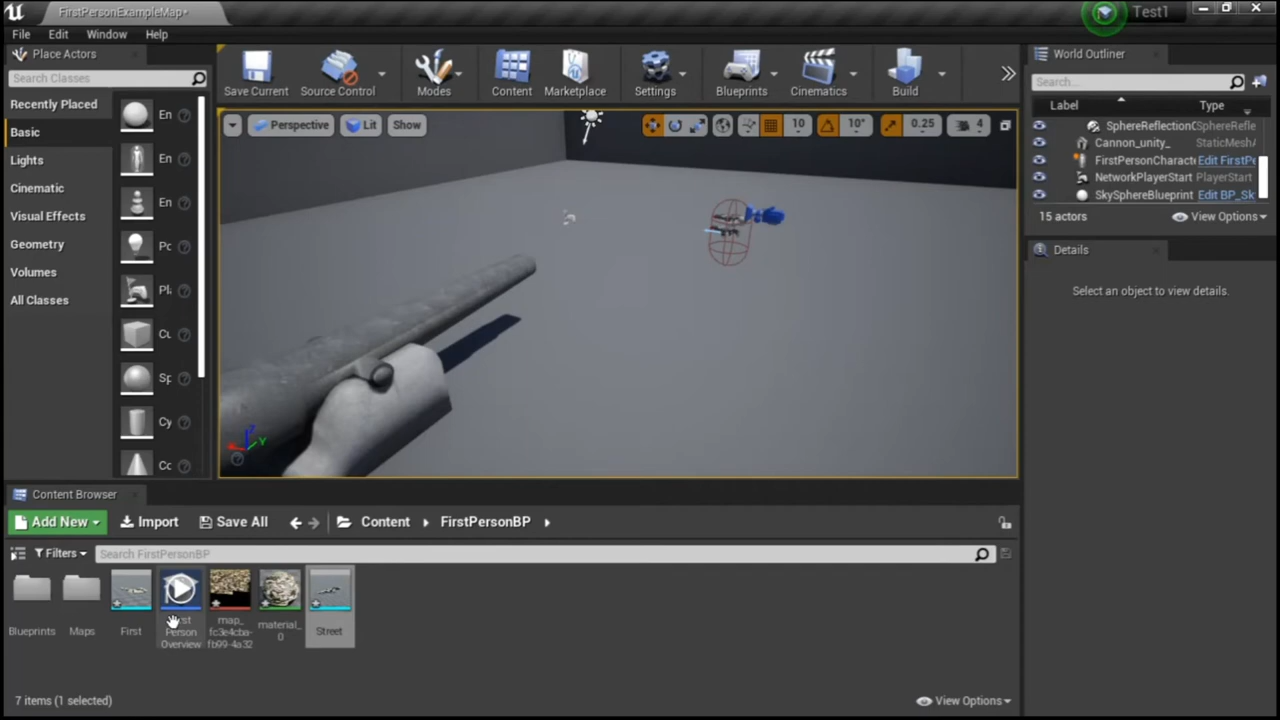 FirstPersonExampleMap*
Test1
File Edit Window Help
Place Actors
Search Classes
Recently Placed
Basic
Lights
Cinematic
Visual Effects
Geometry
Volumes
All Classes
En
En
En
Po
Pla
Cu
Sp
Cy
Co
Save Current
Source Control
Modes
Content
Marketplace
Settings
Blueprints
Cinematics
Build
Perspective
Lit
Show
10
10°
0.25
4
Z
Y
World Outliner
Search...
Label Type
SphereReflectionC SphereRefle
Cannon_unity_ StaticMeshA
FirstPersonCharact Edit FirstPe
NetworkPlayerStart PlayerStart
SkySphereBlueprint Edit BP_Sk
15 actors View Options
Details
Select an object to view details.
Content Browser
Add New Import Save All Content FirstPersonBP
Filters Search FirstPersonBP
Blueprints
Maps
First
Person
Overview
map_
fc3e4cba-
fb99-4a32
material_
0
Street
7 items (1 selected)
View Options